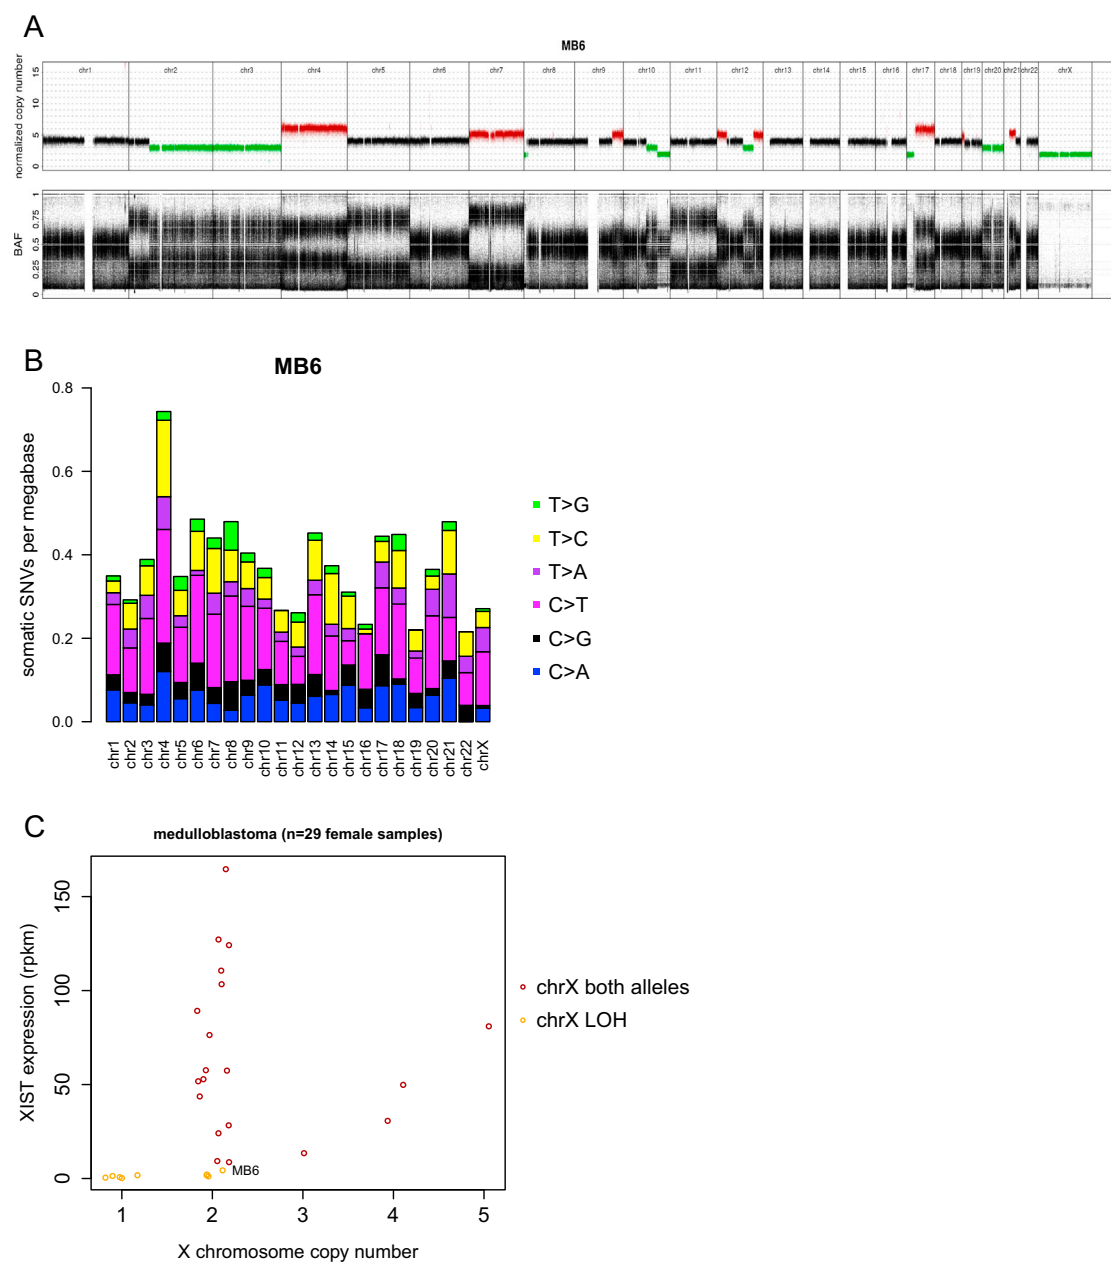 A
MB6
normalized copy number
15
10
5
0
chr1 chr2 chr3 chr4 chr5 chr6 chr7 chr8 chr9 chr10 chr11 chr12 chr13 chr14 chr15 chr16 chr17 chr18 chr19 chr20 chr21 chr22 chrX
BAF
1
0.75
0.5
0.25
0
B
MB6
somatic SNVs per megabase
0.8
0.6
0.4
0.2
0.0
chr1 chr2 chr3 chr4 chr5 chr6 chr7 chr8 chr9 chr10 chr11 chr12 chr13 chr14 chr15 chr16 chr17 chr18 chr19 chr20 chr21 chr22 chrX
T>G
T>C
T>A
C>T
C>G
C>A
C
medulloblastoma (n=29 female samples)
XIST expression (rpkm)
150
100
50
0
MB6
1 2 3 4 5
X chromosome copy number
chrX both alleles
chrX LOH